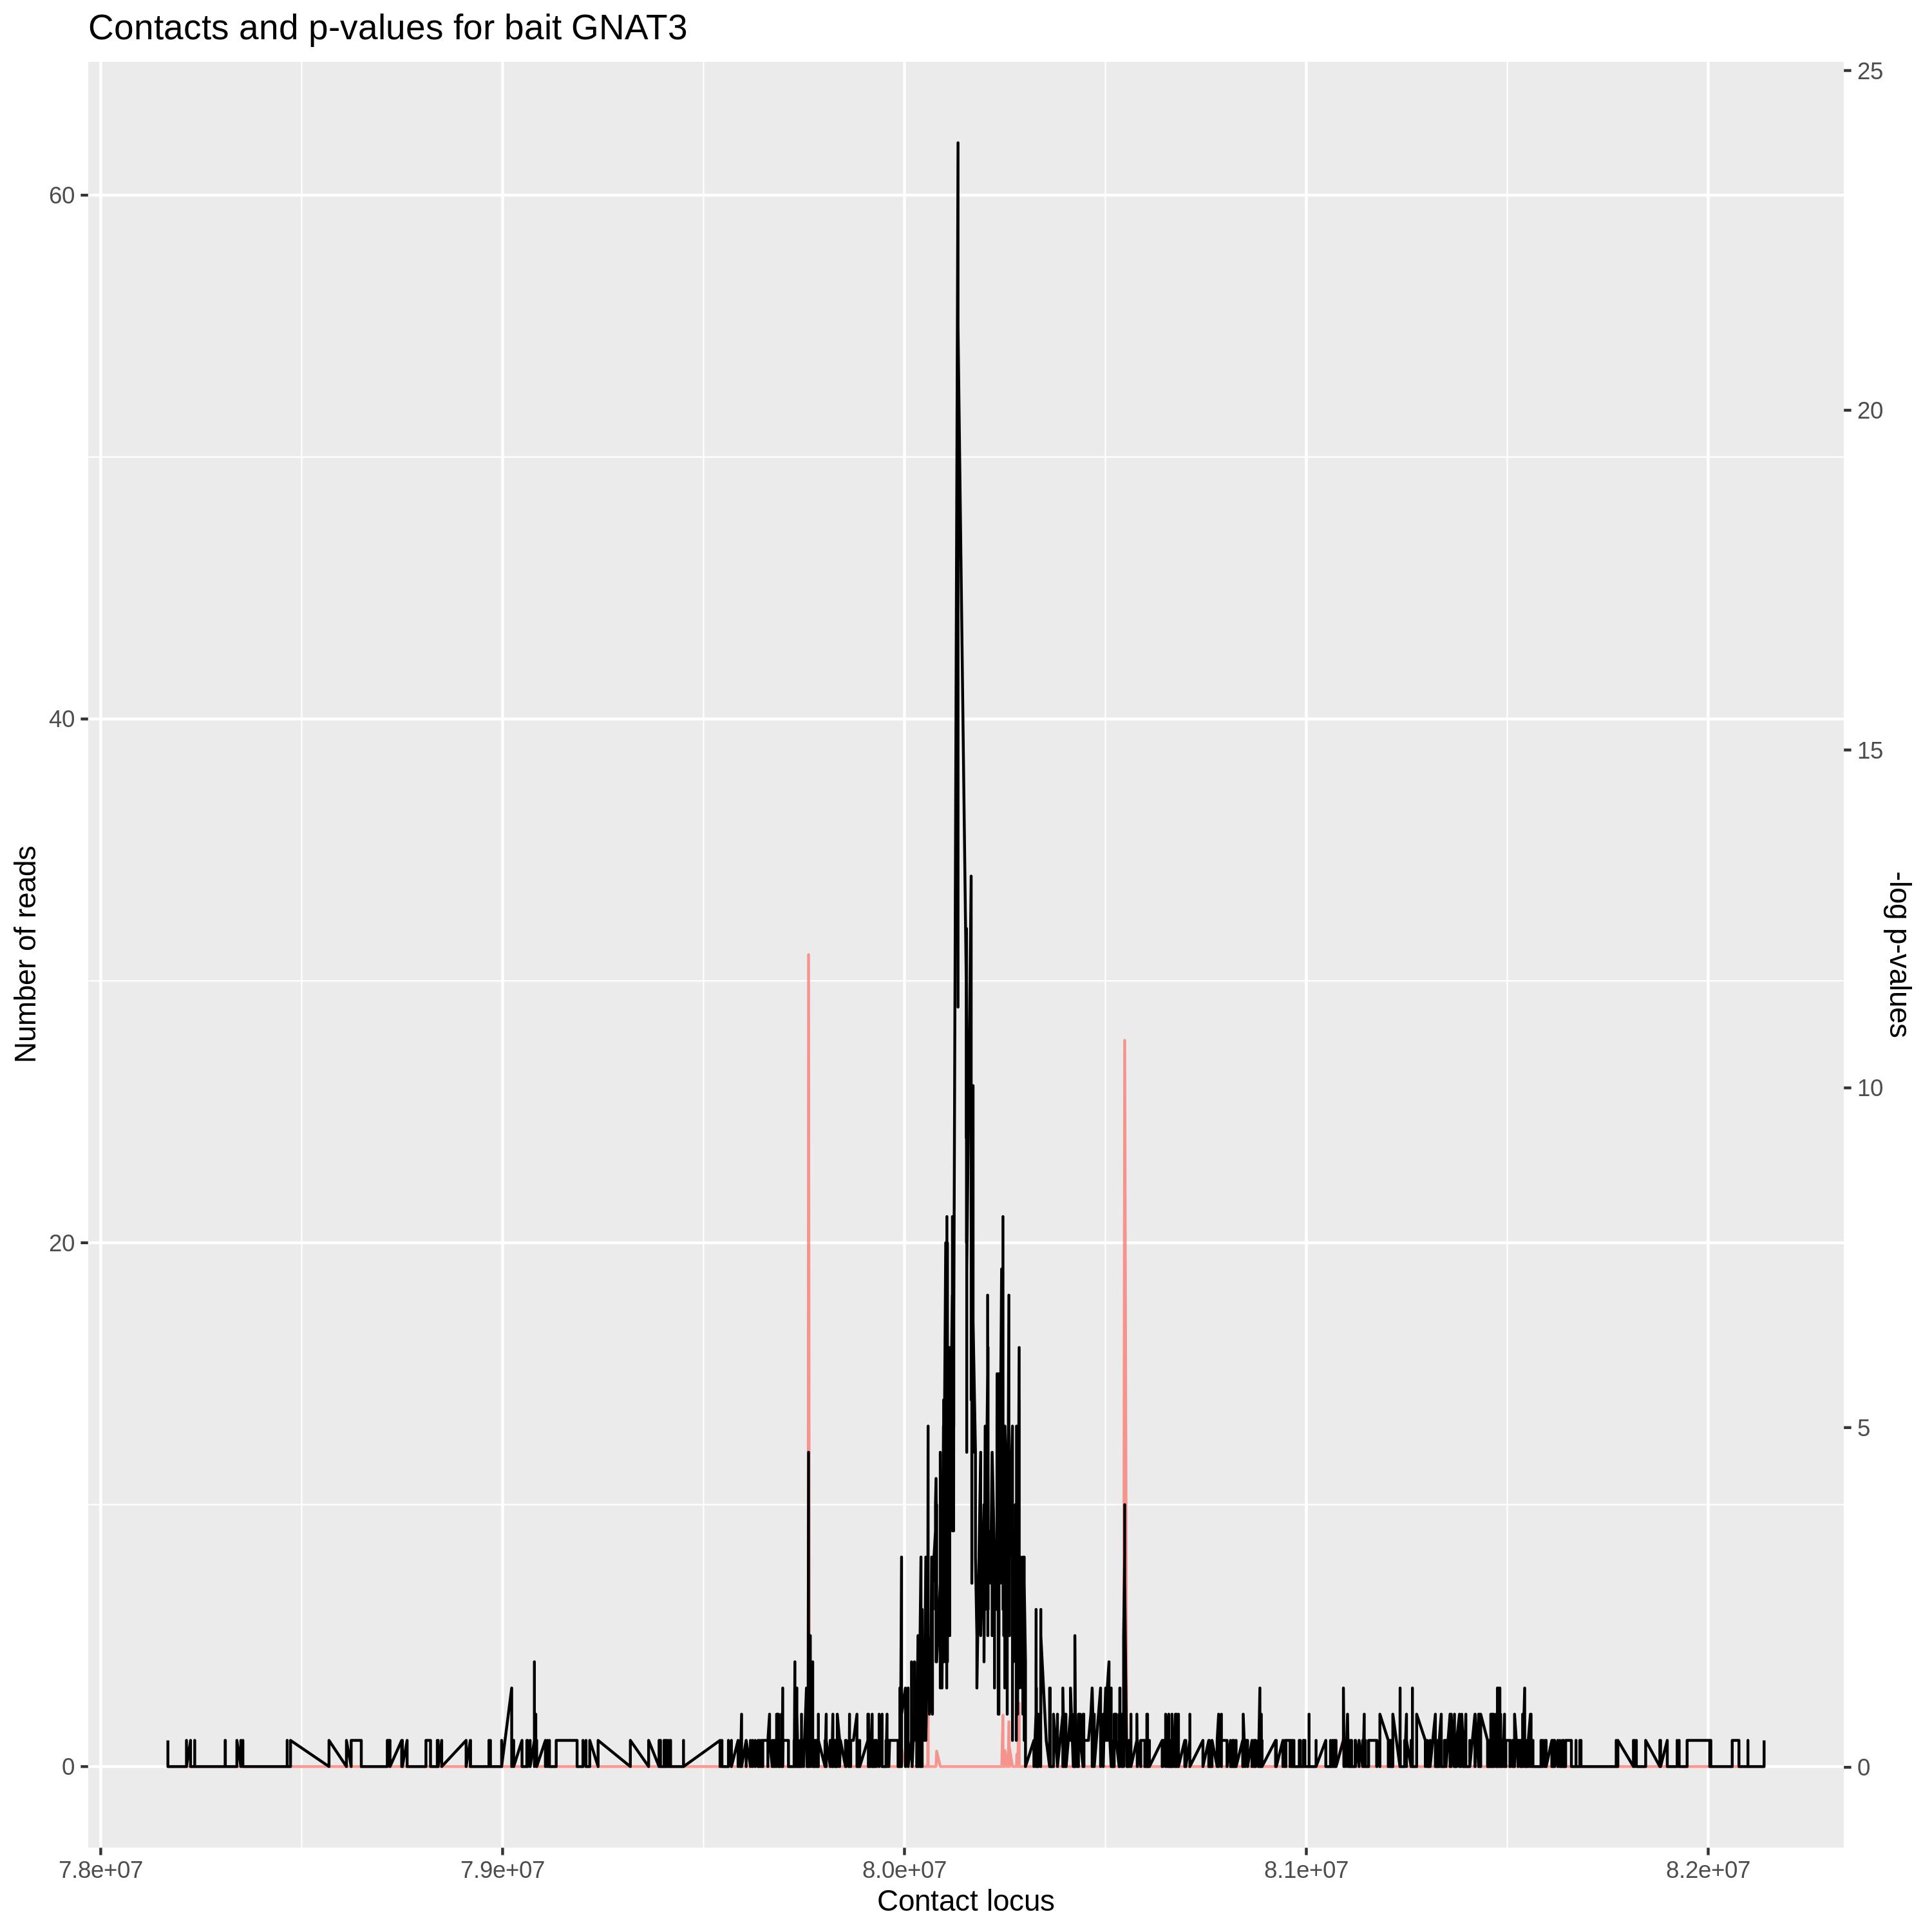 Contacts and p-values for bait GNAT3
Number of reads
60
40
20
0
25
20
15
10
5
0
-log p-values
7.8e+07
7.9e+07
8.0e+07
8.1e+07
8.2e+07
Contact locus